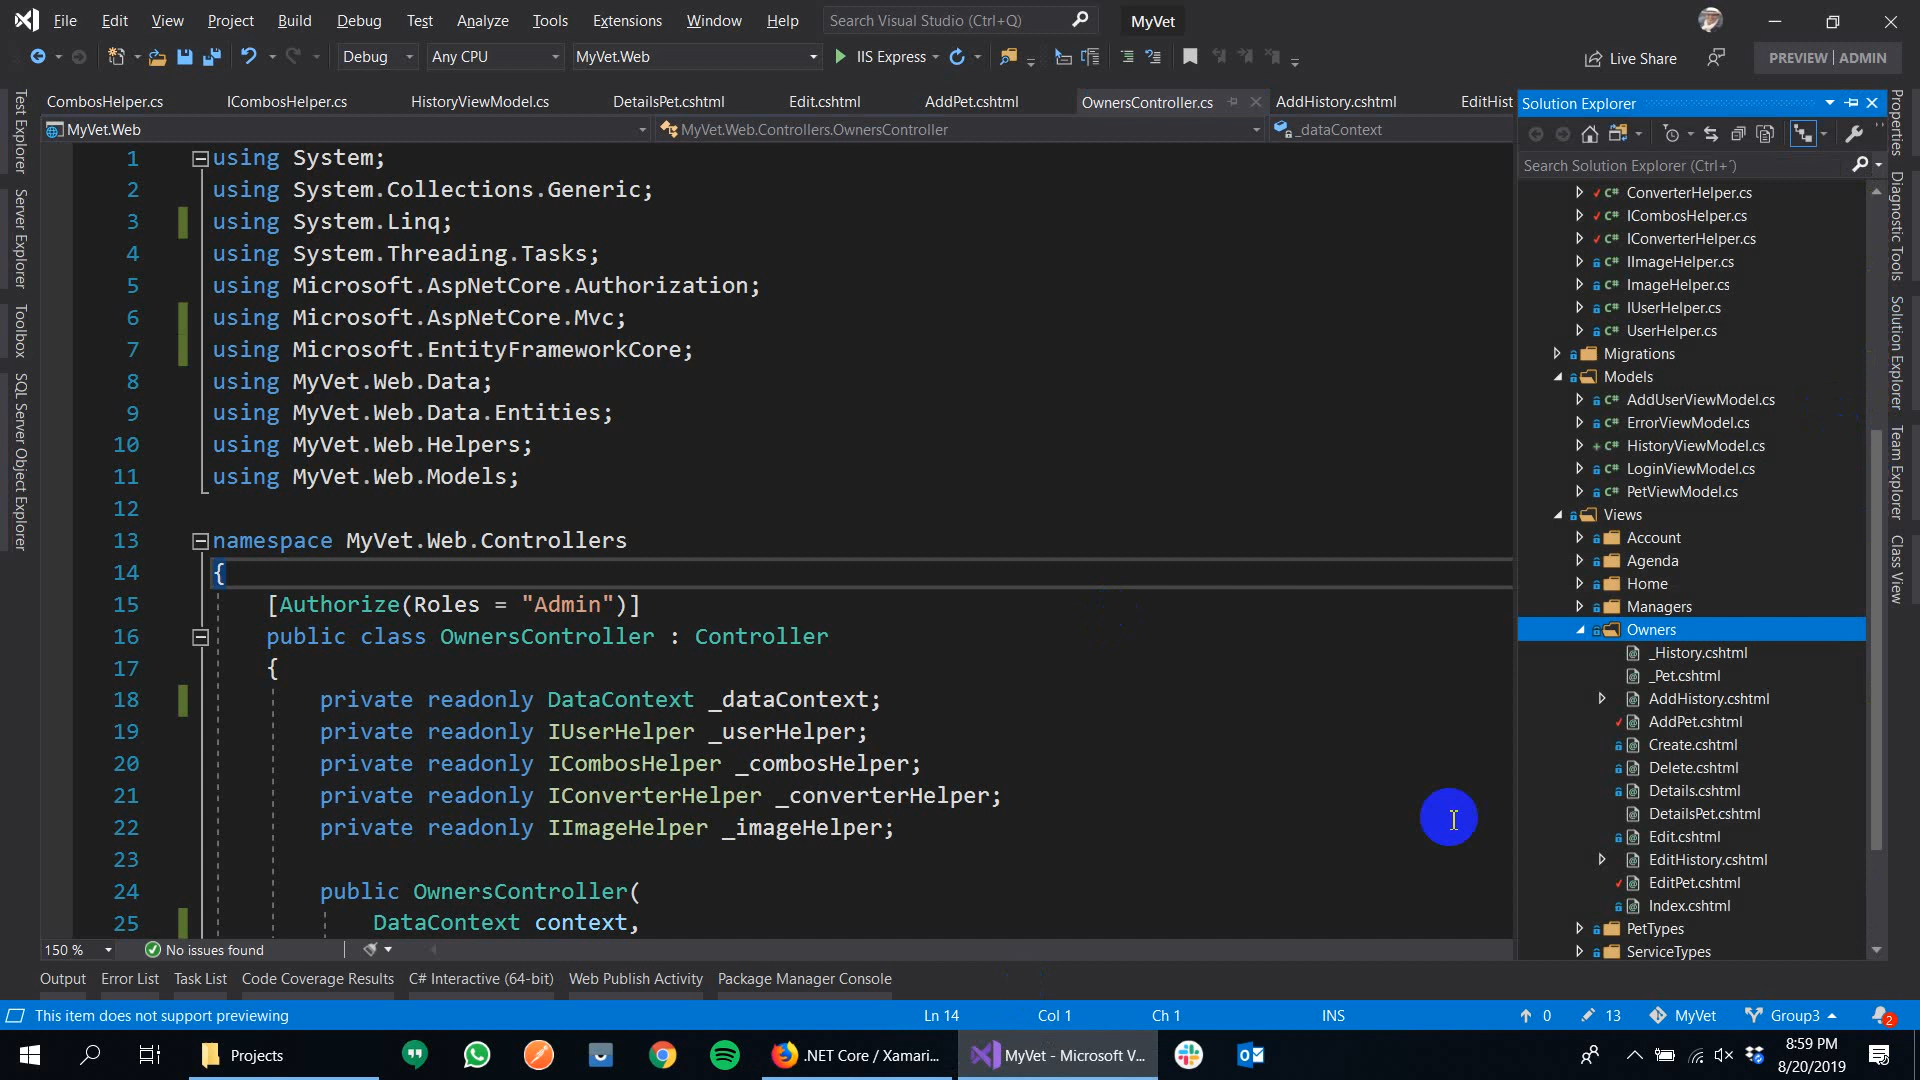 File Edit View Project Build Debug Test Analyze Tools Extensions Window Help Search Visual Studio (Ctrl+Q) MyVet
Debug Any CPU MyVet.Web IIS Express Live Share PREVIEW | ADMIN
CombosHelper.cs ICombosHelper.cs HistoryViewModel.cs DetailsPet.cshtml Edit.cshtml AddPet.cshtml OwnersController.cs AddHistory.cshtml EditHist
MyVet.Web MyVet.Web.Controllers.OwnersController _dataContext
Test Explorer
Server Explorer
Toolbox
SQL Server Object Explorer
1 using System;
2 using System.Collections.Generic;
3 using System.Linq;
4 using System.Threading.Tasks;
5 using Microsoft.AspNetCore.Authorization;
6 using Microsoft.AspNetCore.Mvc;
7 using Microsoft.EntityFrameworkCore;
8 using MyVet.Web.Data;
9 using MyVet.Web.Data.Entities;
10 using MyVet.Web.Helpers;
11 using MyVet.Web.Models;
12
13 namespace MyVet.Web.Controllers
14 {
15 [Authorize(Roles = "Admin")]
16 public class OwnersController : Controller
17 {
18 private readonly DataContext _dataContext;
19 private readonly IUserHelper _userHelper;
20 private readonly ICombosHelper _combosHelper;
21 private readonly IConverterHelper _converterHelper;
22 private readonly IImageHelper _imageHelper;
23
24 public OwnersController(
25 DataContext context,
150 % No issues found
Solution Explorer
Search Solution Explorer (Ctrl+¨)
C# ConverterHelper.cs
C# ICombosHelper.cs
C# IConverterHelper.cs
C# IImageHelper.cs
C# ImageHelper.cs
C# IUserHelper.cs
C# UserHelper.cs
Migrations
Models
C# AddUserViewModel.cs
C# ErrorViewModel.cs
C# HistoryViewModel.cs
C# LoginViewModel.cs
C# PetViewModel.cs
Views
Account
Agenda
Home
Managers
Owners
_History.cshtml
_Pet.cshtml
AddHistory.cshtml
AddPet.cshtml
Create.cshtml
Delete.cshtml
Details.cshtml
DetailsPet.cshtml
Edit.cshtml
EditHistory.cshtml
EditPet.cshtml
Index.cshtml
PetTypes
ServiceTypes
Properties
Diagnostic Tools
Solution Explorer
Team Explorer
Class View
Output Error List Task List Code Coverage Results C# Interactive (64-bit) Web Publish Activity Package Manager Console
This item does not support previewing Ln 14 Col 1 Ch 1 INS 0 13 MyVet Group3 2
Projects .NET Core / Xamari... MyVet - Microsoft V... 8:59 PM
8/20/2019